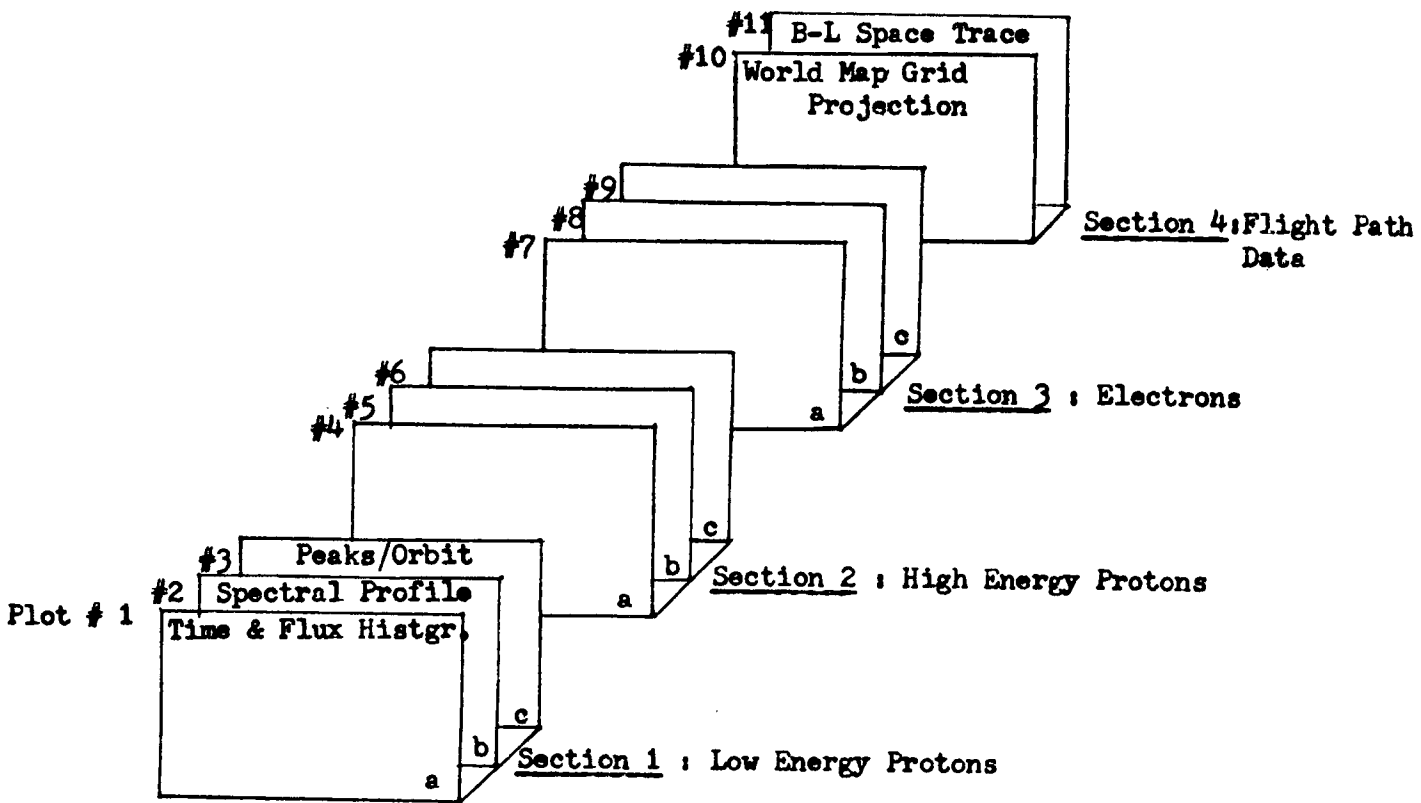 #11 B-L Space Trace
#10 World Map Grid
Projection
#9
#8
#7
Section 4:Flight Path
Data
c
b
a
Section 3 : Electrons
#6
#5
#4
c
b
a
Section 2 : High Energy Protons
#3 Peaks/Orbit
#2 Spectral Profile
Plot # 1 Time & Flux Histgr.
c
b
a
Section 1 : Low Energy Protons